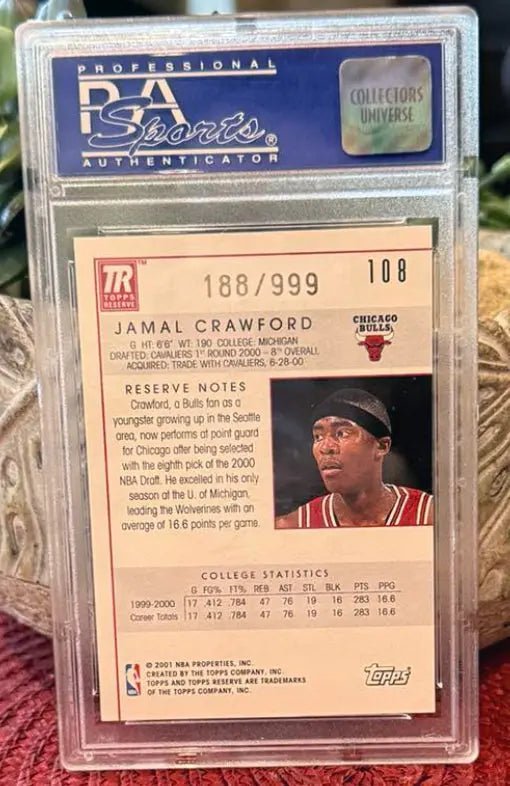 PROFESSIONAL
PSA
Sports®
AUTHENTICATOR
COLLECTORS
UNIVERSE
TR™
TOPPS
RESERVE
188/999
108
JAMAL CRAWFORD
G HT: 6'6" WT: 190 COLLEGE: MICHIGAN
DRAFTED: CAVALIERS 1ST ROUND 2000 - 8TH OVERALL
ACQUIRED: TRADE WITH CAVALIERS, 6-28-00
CHICAGO
BULLS
RESERVE NOTES
Crawford, a Bulls fan as a
youngster growing up in the Seattle
area, now performs at point guard
for Chicago after being selected
with the eighth pick of the 2000
NBA Draft. He excelled in his only
season at the U. of Michigan,
leading the Wolverines with an
average of 16.6 points per game.
COLLEGE STATISTICS
G FG% FT% REB AST STL BLK PTS PPG
1999-2000 17 .412 .784 47 76 19 16 283 16.6
Career Totals 17 .412 .784 47 76 19 16 283 16.6
© 2001 NBA PROPERTIES, INC.
CREATED BY THE TOPPS COMPANY, INC.
TOPPS AND TOPPS RESERVE ARE TRADEMARKS
OF THE TOPPS COMPANY, INC.
Topps